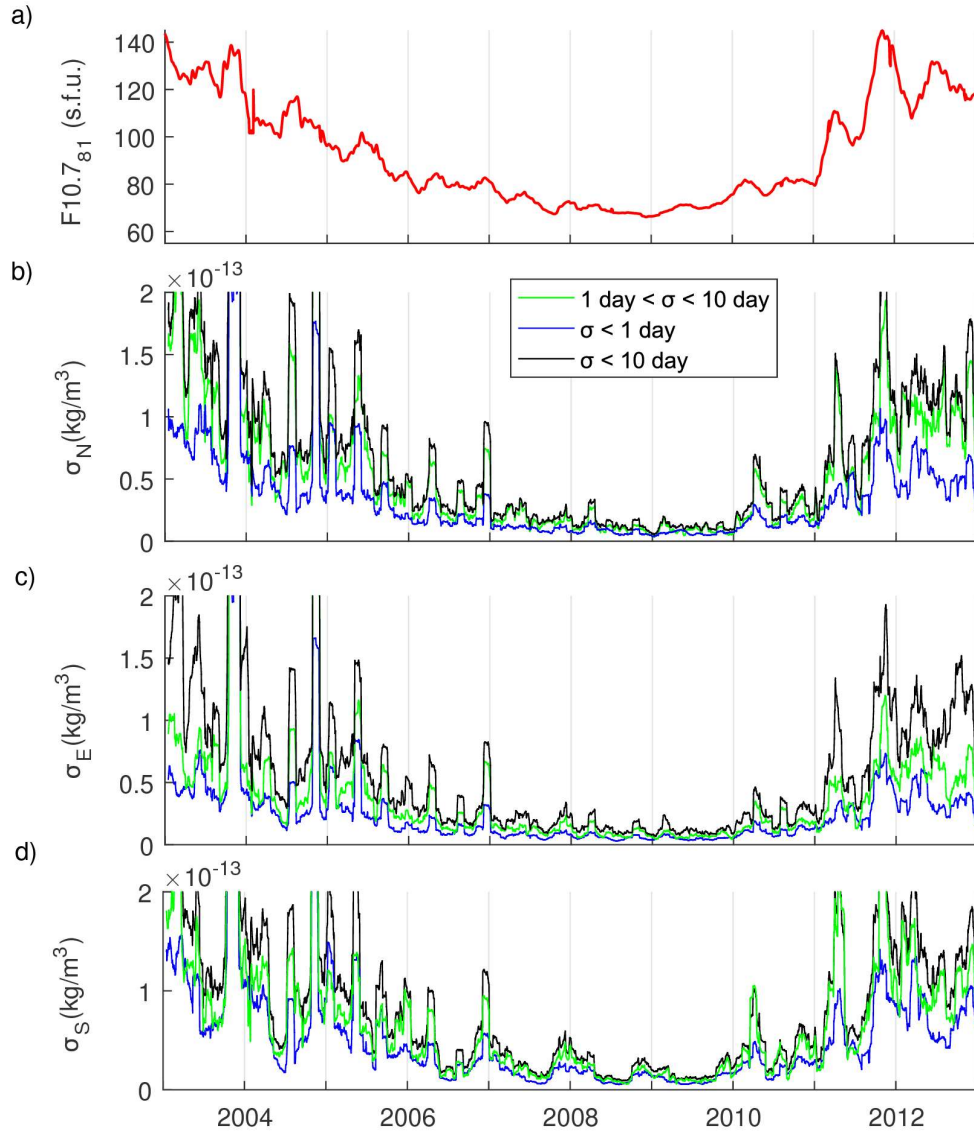 a)
140
120
100
80
60
F10.7₈₁ (s.f.u.)
b)
×10⁻¹³
2
1.5
1
0.5
0
σ_N(kg/m³)
1 day < σ < 10 day
σ < 1 day
σ < 10 day
c)
×10⁻¹³
2
1.5
1
0.5
0
σ_E(kg/m³)
d)
×10⁻¹³
2
1
0
σ_S(kg/m³)
2004 2006 2008 2010 2012